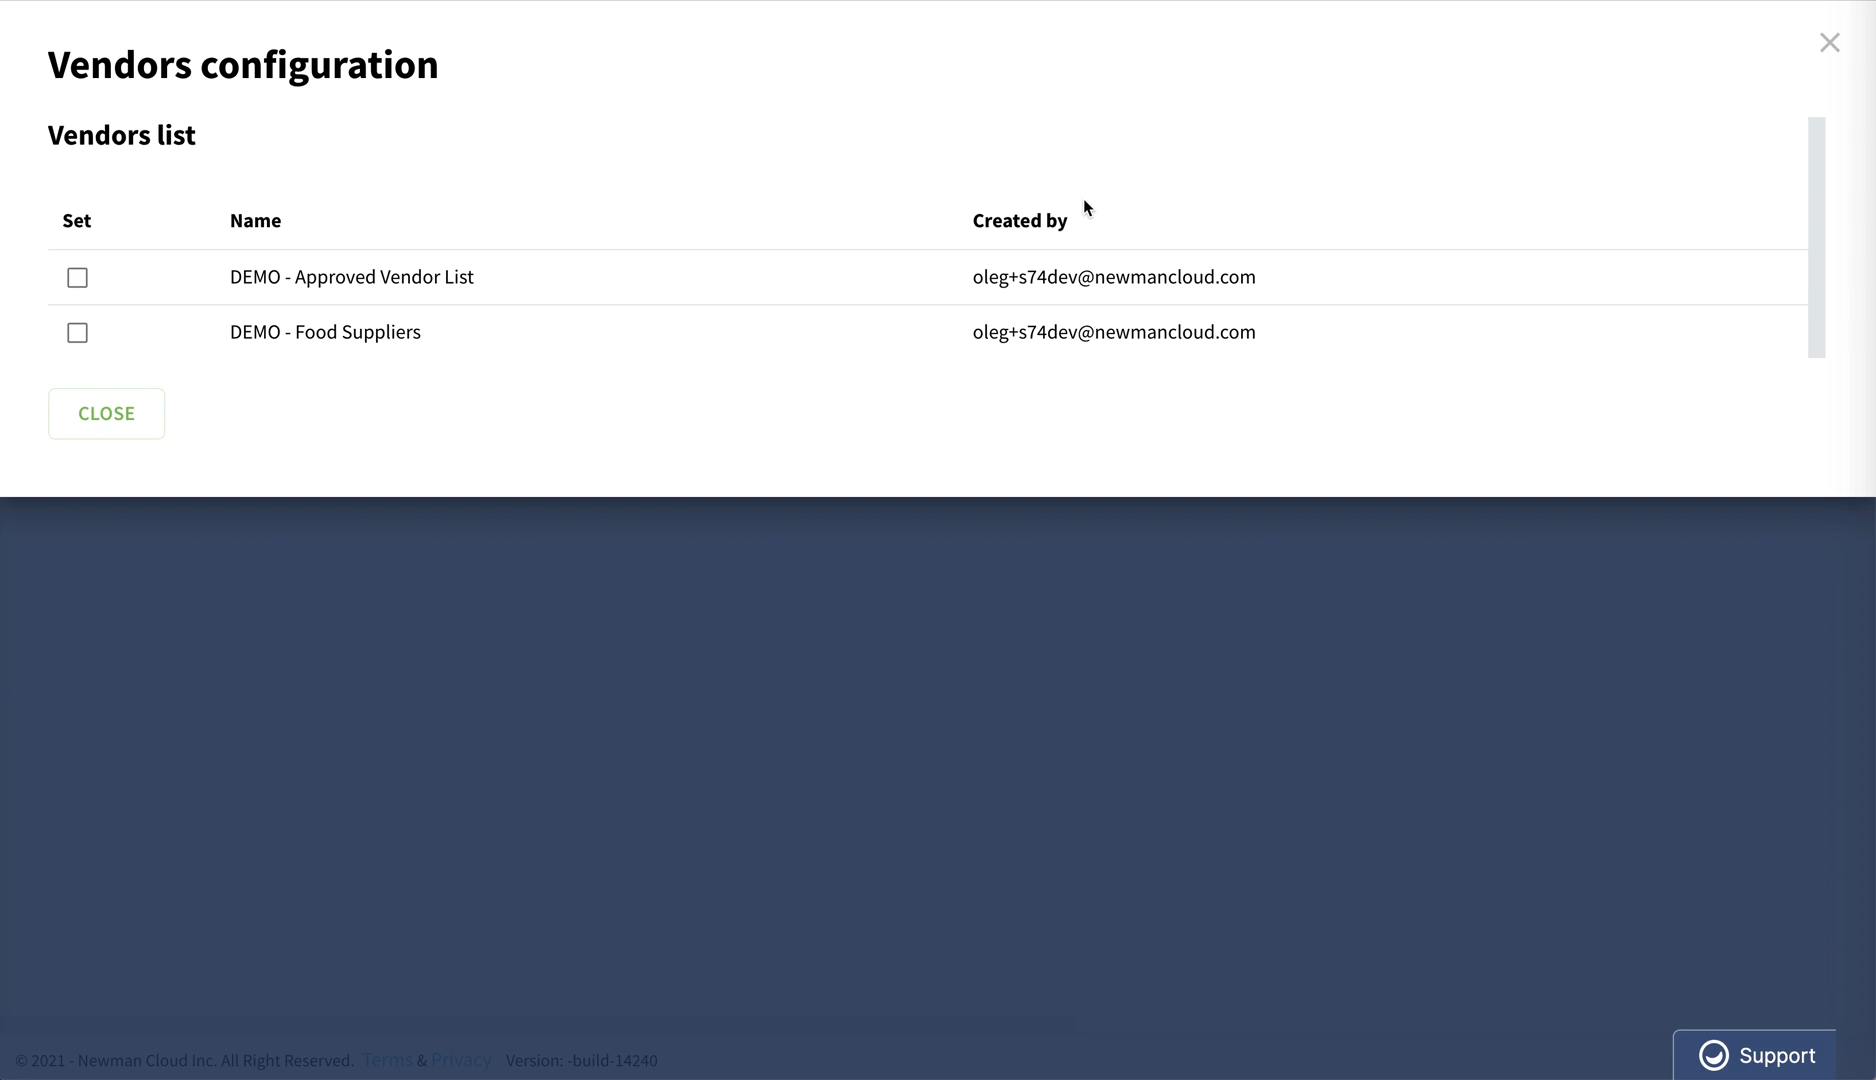 Vendors configuration
Vendors list
Set Name Created by
DEMO - Approved Vendor List oleg+s74dev@newmancloud.com
DEMO - Food Suppliers oleg+s74dev@newmancloud.com
CLOSE
© 2021 - Newman Cloud Inc. All Right Reserved. Terms & Privacy Version: -build-14240
Support